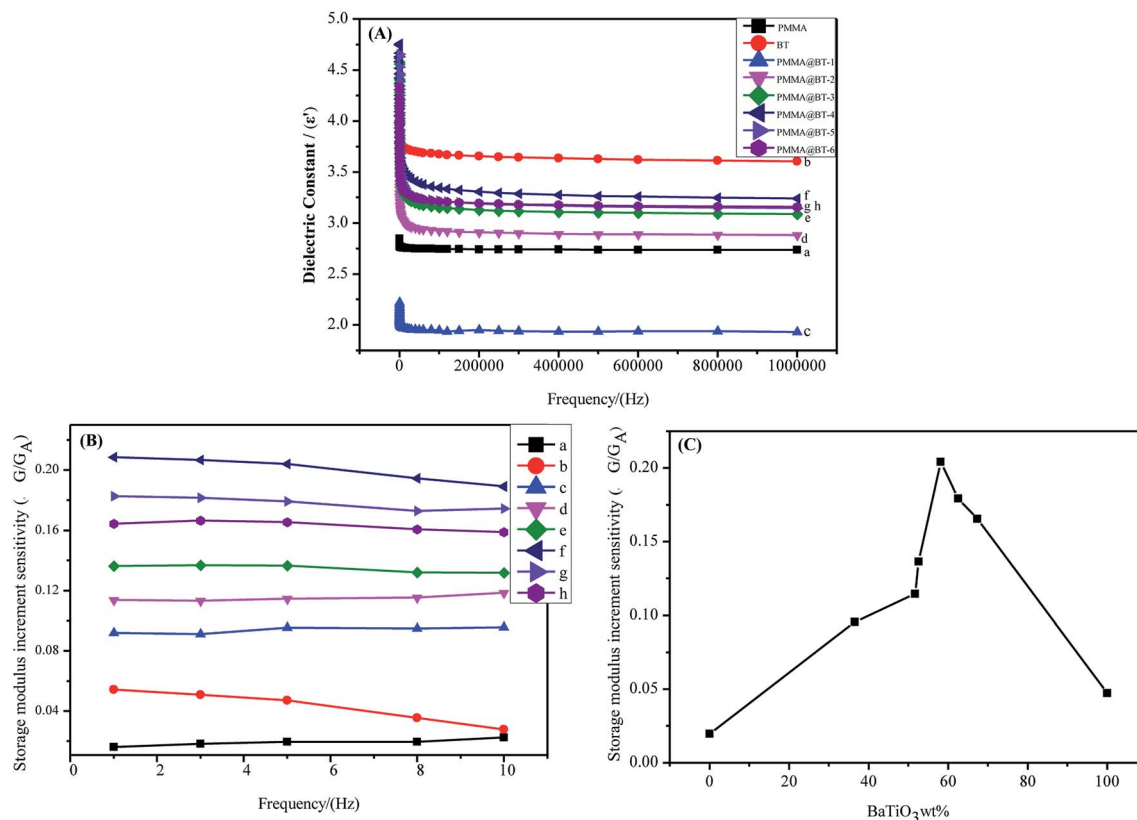 (A)
PMMA
BT
PMMA@BT-1
PMMA@BT-2
PMMA@BT-3
PMMA@BT-4
PMMA@BT-5
PMMA@BT-6
5.0
4.5
4.0
3.5
3.0
2.5
2.0
Dielectric Constant / (ε')
b
f
g h
e
d
a
c
0 200000 400000 600000 800000 1000000
Frequency/(Hz)
(B)
a
b
c
d
e
f
g
h
0.20
0.16
0.12
0.08
0.04
Storage modulus increment sensitivity (. G/GA)
0 2 4 6 8 10
Frequency/(Hz)
(C)
0.20
0.15
0.10
0.05
0.00
Storage modulus increment sensitivity (. G/GA)
0 20 40 60 80 100
BaTiO3wt%